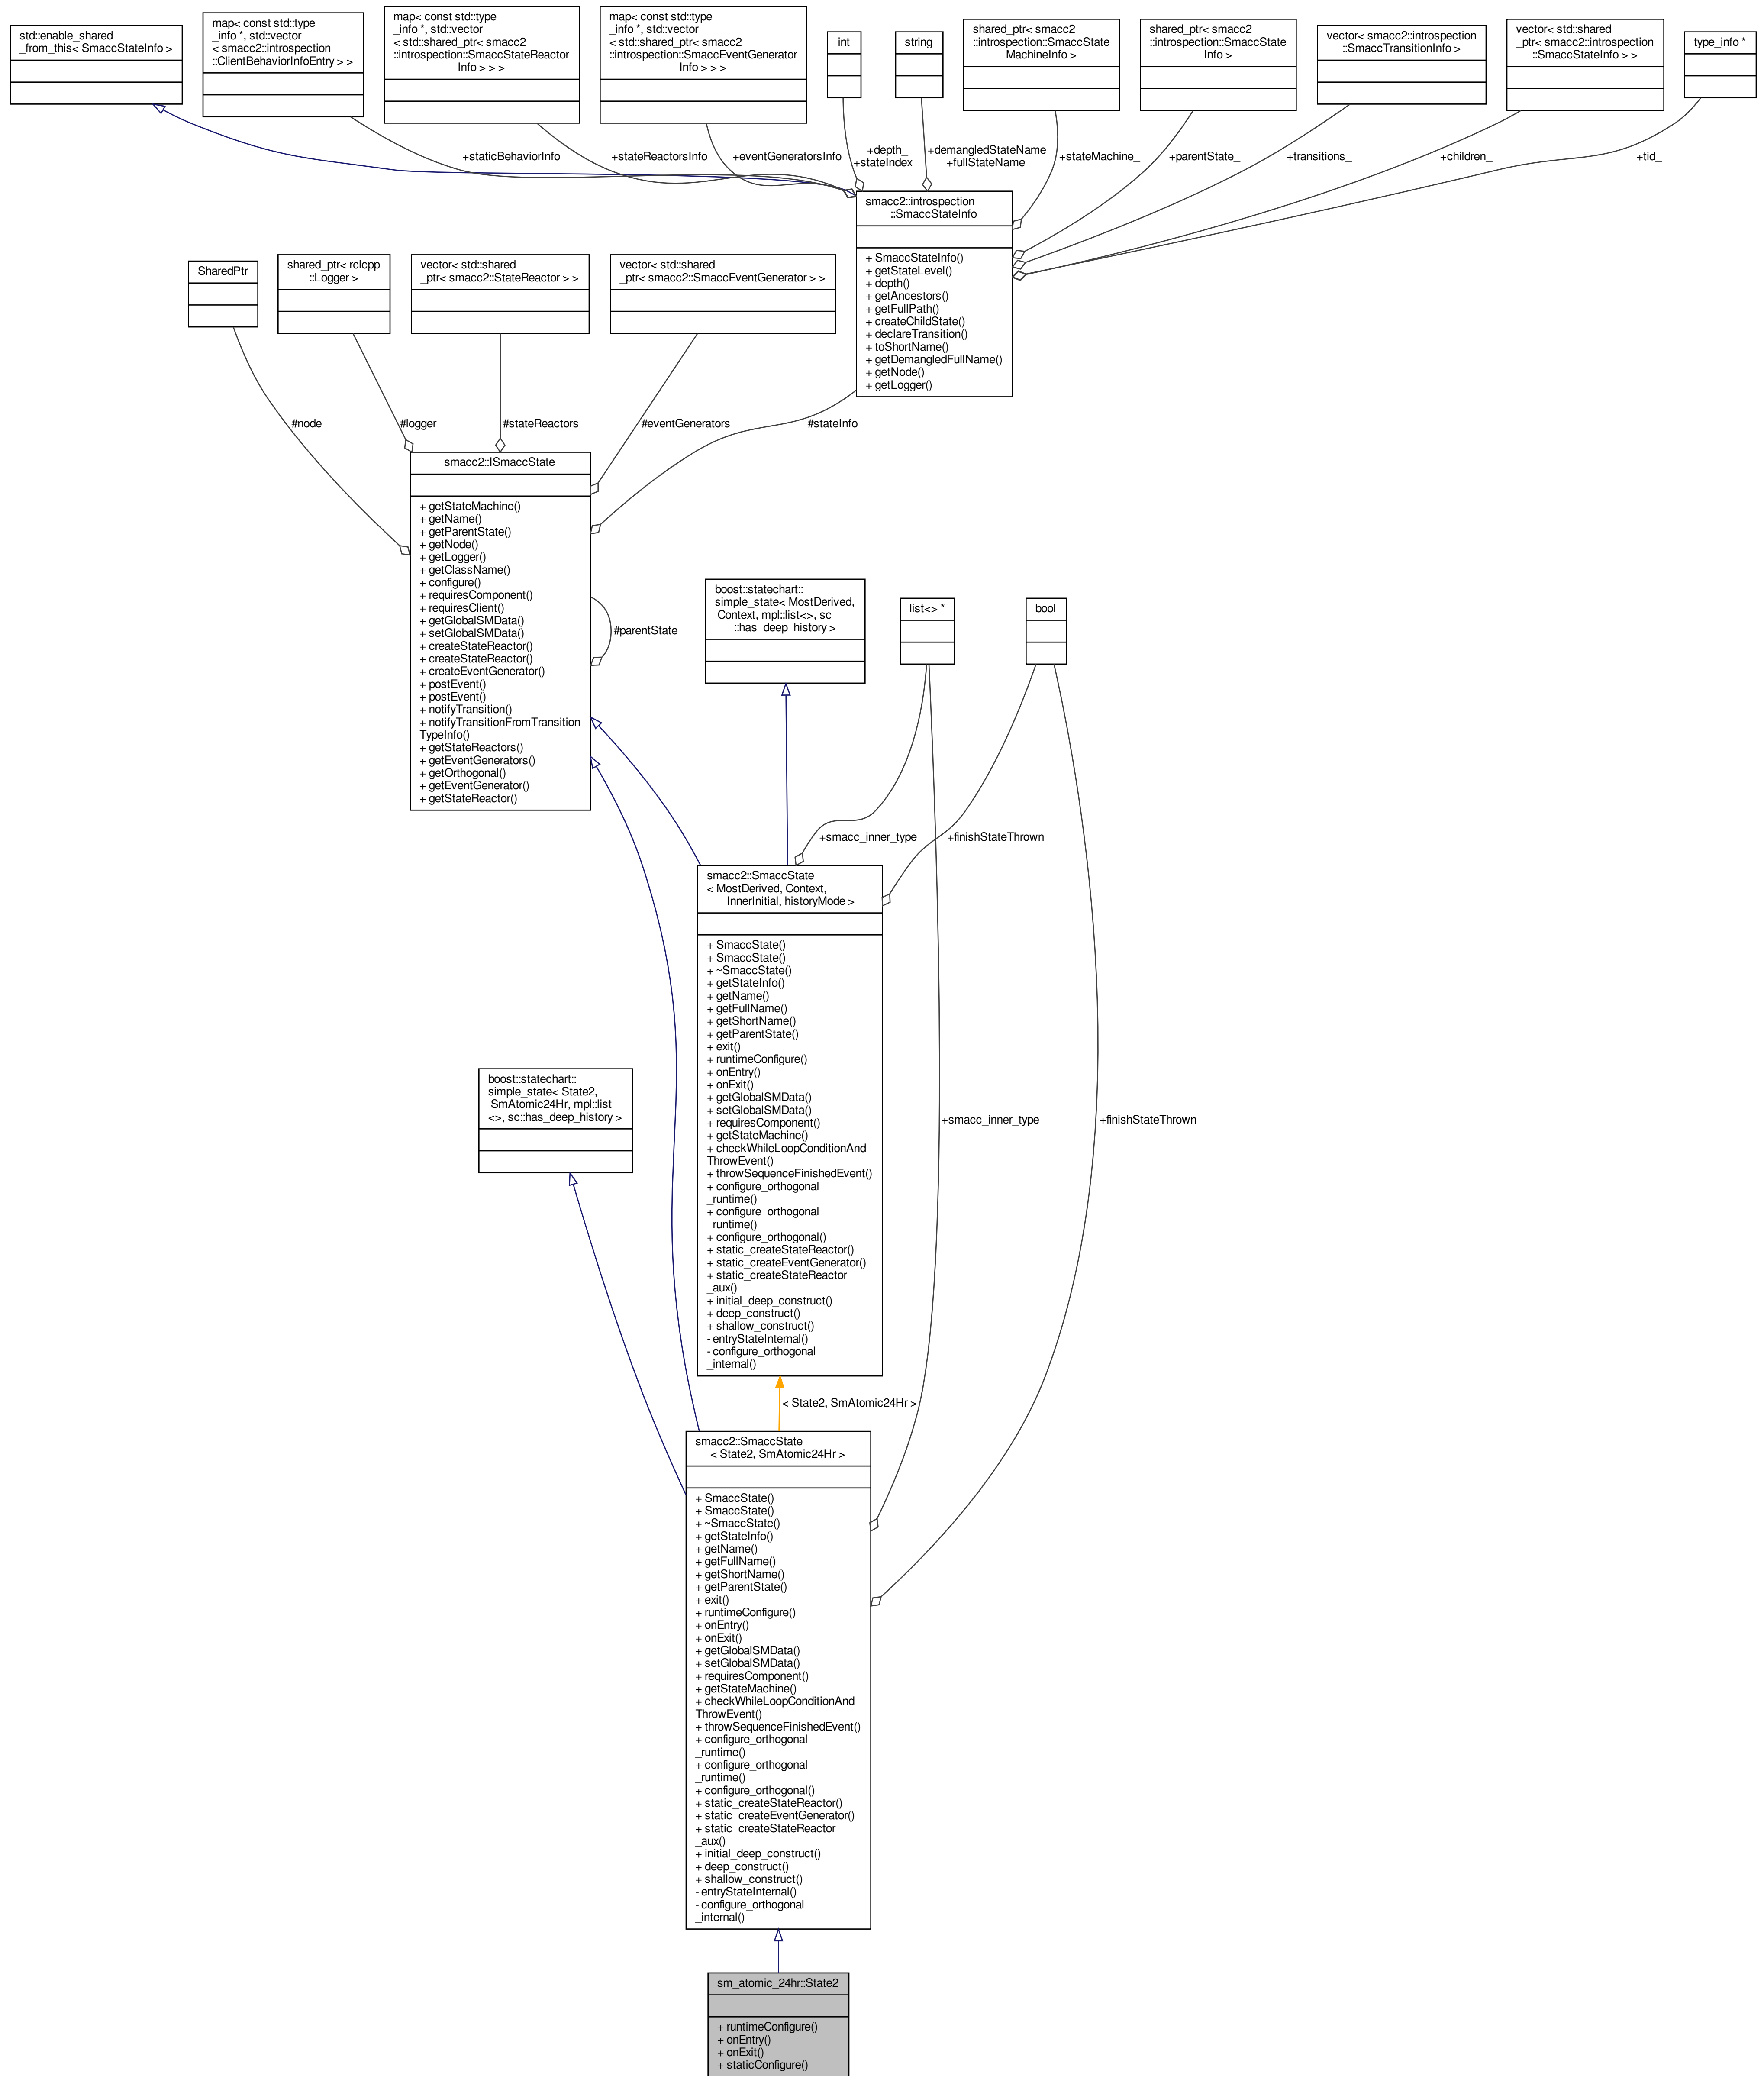 std::enable_shared
_from_this< SmaccStateInfo >
map< const std::type
_info *, std::vector
< smacc2::introspection
::ClientBehaviorInfoEntry > >
map< const std::type
_info *, std::vector
< std::shared_ptr< smacc2
::introspection::SmaccStateReactor
Info > > >
map< const std::type
_info *, std::vector
< std::shared_ptr< smacc2
::introspection::SmaccEventGenerator
Info > > >
int
string
shared_ptr< smacc2
::introspection::SmaccState
MachineInfo >
shared_ptr< smacc2
::introspection::SmaccState
Info >
vector< smacc2::introspection
::SmaccTransitionInfo >
vector< std::shared
_ptr< smacc2::introspection
::SmaccStateInfo > >
type_info *
+staticBehaviorInfo
+stateReactorsInfo
+eventGeneratorsInfo
+depth_
+stateIndex_
+demangledStateName
+fullStateName
+stateMachine_
+parentState_
+transitions_
+children_
+tid_
smacc2::introspection
::SmaccStateInfo
+ SmaccStateInfo()
+ getStateLevel()
+ depth()
+ getAncestors()
+ getFullPath()
+ createChildState()
+ declareTransition()
+ toShortName()
+ getDemangledFullName()
+ getNode()
+ getLogger()
SharedPtr
shared_ptr< rclcpp
::Logger >
vector< std::shared
_ptr< smacc2::StateReactor > >
vector< std::shared
_ptr< smacc2::SmaccEventGenerator > >
#node_
#logger_
#stateReactors_
#eventGenerators_
#stateInfo_
smacc2::ISmaccState
+ getStateMachine()
+ getName()
+ getParentState()
+ getNode()
+ getLogger()
+ getClassName()
+ configure()
+ requiresComponent()
+ requiresClient()
+ getGlobalSMData()
+ setGlobalSMData()
+ createStateReactor()
+ createStateReactor()
+ createEventGenerator()
+ postEvent()
+ postEvent()
+ notifyTransition()
+ notifyTransitionFromTransition
TypeInfo()
+ getStateReactors()
+ getEventGenerators()
+ getOrthogonal()
+ getEventGenerator()
+ getStateReactor()
#parentState_
boost::statechart::
simple_state< MostDerived,
Context, mpl::list<>, sc
::has_deep_history >
list<> *
bool
+smacc_inner_type
+finishStateThrown
smacc2::SmaccState
< MostDerived, Context,
InnerInitial, historyMode >
+ SmaccState()
+ SmaccState()
+ ~SmaccState()
+ getStateInfo()
+ getName()
+ getFullName()
+ getShortName()
+ getParentState()
+ exit()
+ runtimeConfigure()
+ onEntry()
+ onExit()
+ getGlobalSMData()
+ setGlobalSMData()
+ requiresComponent()
+ getStateMachine()
+ checkWhileLoopConditionAnd
ThrowEvent()
+ throwSequenceFinishedEvent()
+ configure_orthogonal
_runtime()
+ configure_orthogonal
_runtime()
+ configure_orthogonal()
+ static_createStateReactor()
+ static_createEventGenerator()
+ static_createStateReactor
_aux()
+ initial_deep_construct()
+ deep_construct()
+ shallow_construct()
- entryStateInternal()
- configure_orthogonal
_internal()
boost::statechart::
simple_state< State2,
SmAtomic24Hr, mpl::list
<>, sc::has_deep_history >
+smacc_inner_type
+finishStateThrown
< State2, SmAtomic24Hr >
smacc2::SmaccState
< State2, SmAtomic24Hr >
+ SmaccState()
+ SmaccState()
+ ~SmaccState()
+ getStateInfo()
+ getName()
+ getFullName()
+ getShortName()
+ getParentState()
+ exit()
+ runtimeConfigure()
+ onEntry()
+ onExit()
+ getGlobalSMData()
+ setGlobalSMData()
+ requiresComponent()
+ getStateMachine()
+ checkWhileLoopConditionAnd
ThrowEvent()
+ throwSequenceFinishedEvent()
+ configure_orthogonal
_runtime()
+ configure_orthogonal
_runtime()
+ configure_orthogonal()
+ static_createStateReactor()
+ static_createEventGenerator()
+ static_createStateReactor
_aux()
+ initial_deep_construct()
+ deep_construct()
+ shallow_construct()
- entryStateInternal()
- configure_orthogonal
_internal()
sm_atomic_24hr::State2
+ runtimeConfigure()
+ onEntry()
+ onExit()
+ staticConfigure()